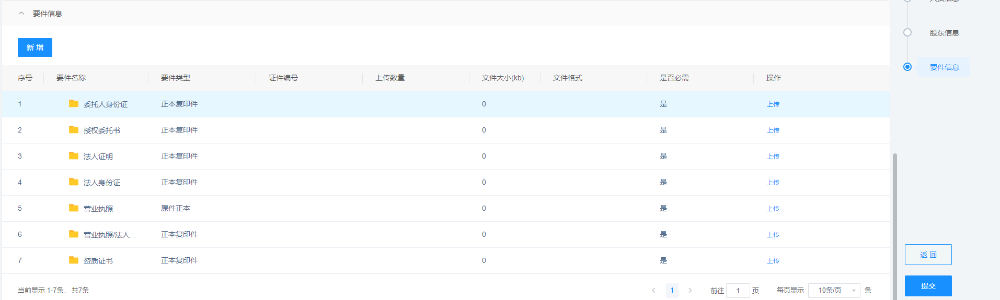 要件信息
股东信息
新 增
要件信息
序号 要件名称 要件类型 证件编号 上传数量 文件大小(kb) 文件格式 是否必需 操作
1 委托人身份证 正本复印件 0 是 上传
2 授权委托书 正本复印件 0 是 上传
3 法人证明 正本复印件 0 是 上传
4 法人身份证 正本复印件 0 是 上传
5 营业执照 原件正本 0 是 上传
6 营业执照/法人... 正本复印件 0 是 上传
7 资质证书 正本复印件 0 是 上传
返 回
当前显示 1-7条，共7条 1 前往 1 页 每页显示 10条/页 条
提交